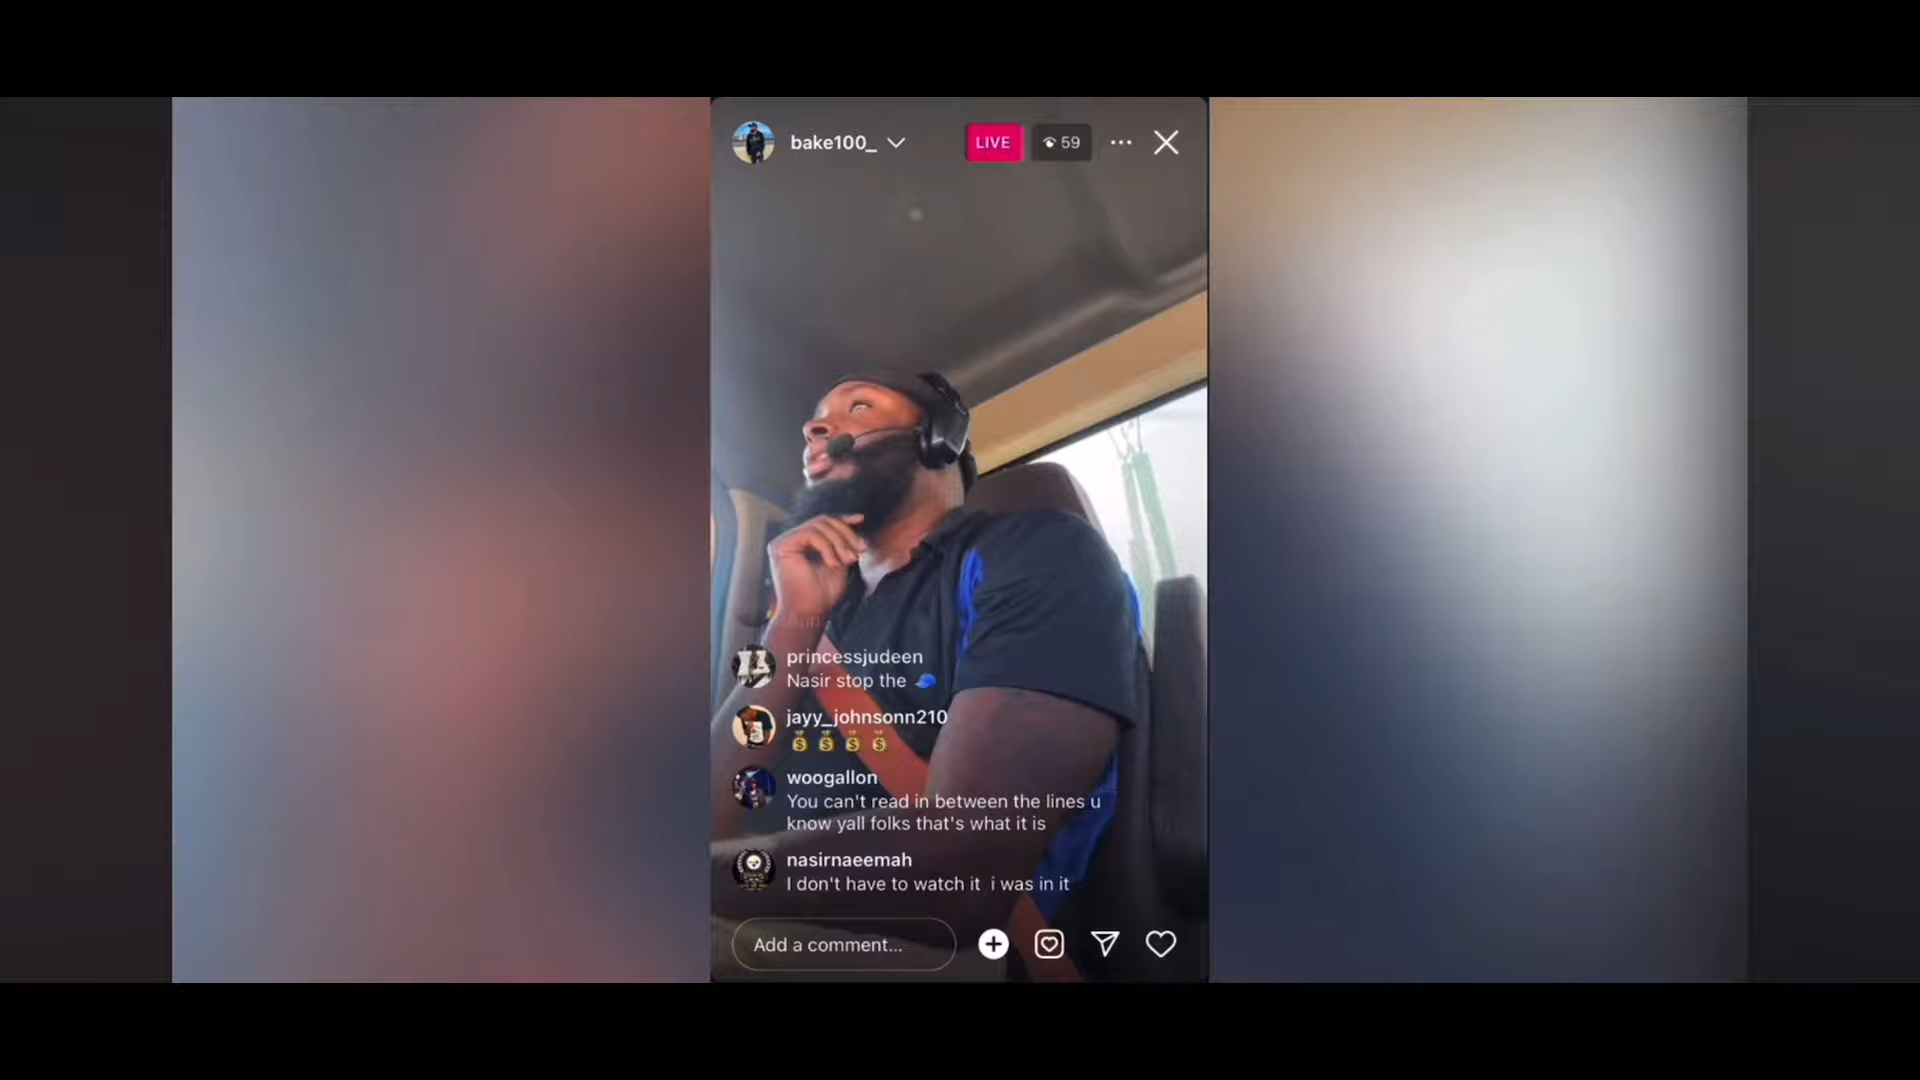 bake100_
LIVE
59
princessjudeen
Nasir stop the 🧢
jayy_johnsonn210
💰 💰 💰 💰
woogallon
You can't read in between the lines u
know yall folks that's what it is
nasirnaeemah
I don't have to watch it i was in it
Add a comment...